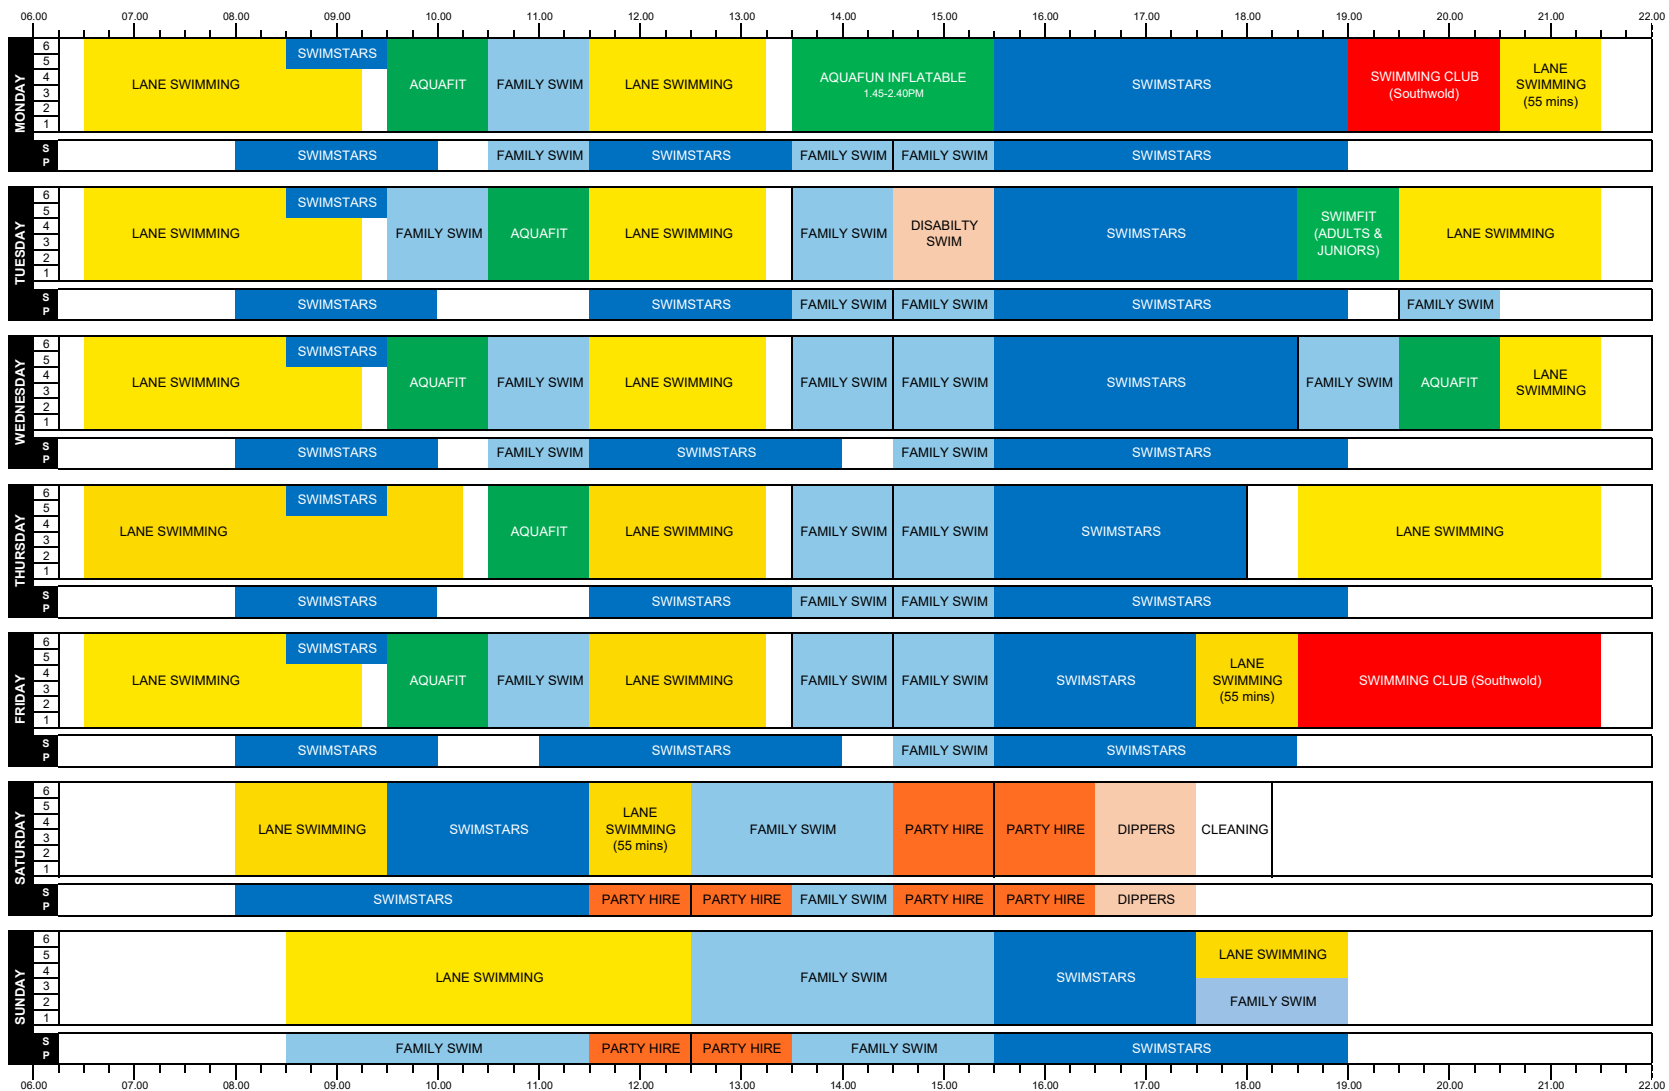 06.00 07.00 08.00 09.00 10.00 11.00 12.00 13.00 14.00 15.00 16.00 17.00 18.00 19.00 20.00 21.00 22.00
MONDAY
6
5
4
3
2
1
LANE SWIMMING
SWIMSTARS
AQUAFIT
FAMILY SWIM
LANE SWIMMING
AQUAFUN INFLATABLE
1.45-2.40PM
SWIMSTARS
SWIMMING CLUB
(Southwold)
LANE
SWIMMING
(55 mins)
S
P
SWIMSTARS
FAMILY SWIM
SWIMSTARS
FAMILY SWIM
FAMILY SWIM
SWIMSTARS
TUESDAY
6
5
4
3
2
1
LANE SWIMMING
SWIMSTARS
FAMILY SWIM
AQUAFIT
LANE SWIMMING
FAMILY SWIM
DISABILTY
SWIM
SWIMSTARS
SWIMFIT
(ADULTS &
JUNIORS)
LANE SWIMMING
S
P
SWIMSTARS
SWIMSTARS
FAMILY SWIM
FAMILY SWIM
SWIMSTARS
FAMILY SWIM
WEDNESDAY
6
5
4
3
2
1
LANE SWIMMING
SWIMSTARS
AQUAFIT
FAMILY SWIM
LANE SWIMMING
FAMILY SWIM
FAMILY SWIM
SWIMSTARS
FAMILY SWIM
AQUAFIT
LANE
SWIMMING
S
P
SWIMSTARS
FAMILY SWIM
SWIMSTARS
FAMILY SWIM
SWIMSTARS
THURSDAY
6
5
4
3
2
1
LANE SWIMMING
SWIMSTARS
AQUAFIT
LANE SWIMMING
FAMILY SWIM
FAMILY SWIM
SWIMSTARS
LANE SWIMMING
S
P
SWIMSTARS
SWIMSTARS
FAMILY SWIM
FAMILY SWIM
SWIMSTARS
FRIDAY
6
5
4
3
2
1
LANE SWIMMING
SWIMSTARS
AQUAFIT
FAMILY SWIM
LANE SWIMMING
FAMILY SWIM
FAMILY SWIM
SWIMSTARS
LANE
SWIMMING
(55 mins)
SWIMMING CLUB (Southwold)
S
P
SWIMSTARS
SWIMSTARS
FAMILY SWIM
SWIMSTARS
SATURDAY
6
5
4
3
2
1
LANE SWIMMING
SWIMSTARS
LANE
SWIMMING
(55 mins)
FAMILY SWIM
PARTY HIRE
PARTY HIRE
DIPPERS
CLEANING
S
P
SWIMSTARS
PARTY HIRE
PARTY HIRE
FAMILY SWIM
PARTY HIRE
PARTY HIRE
DIPPERS
SUNDAY
6
5
4
3
2
1
LANE SWIMMING
FAMILY SWIM
SWIMSTARS
LANE SWIMMING
FAMILY SWIM
S
P
FAMILY SWIM
PARTY HIRE
PARTY HIRE
FAMILY SWIM
SWIMSTARS
06.00 07.00 08.00 09.00 10.00 11.00 12.00 13.00 14.00 15.00 16.00 17.00 18.00 19.00 20.00 21.00 22.00